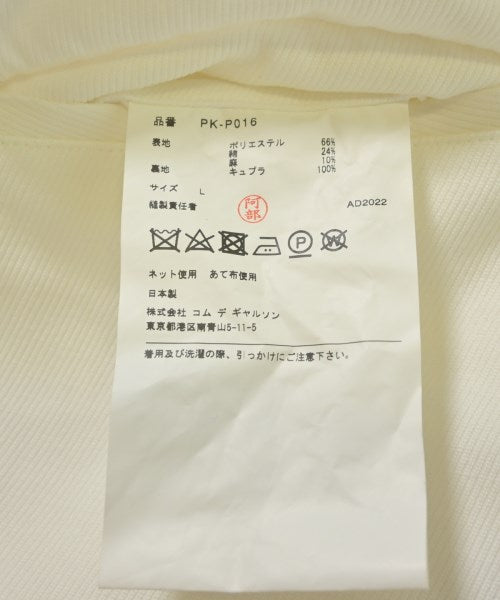 品番 PK-P016
表地 ポリエステル 66%
綿 24%
麻 10%
裏地 キュプラ 100%
サイズ L
縫製責任者 阿部 AD2022
ネット使用 あて布使用
日本製
株式会社 コム デ ギャルソン
東京都港区南青山5-11-5
着用及び洗濯の際、引っかけにご注意下さい。